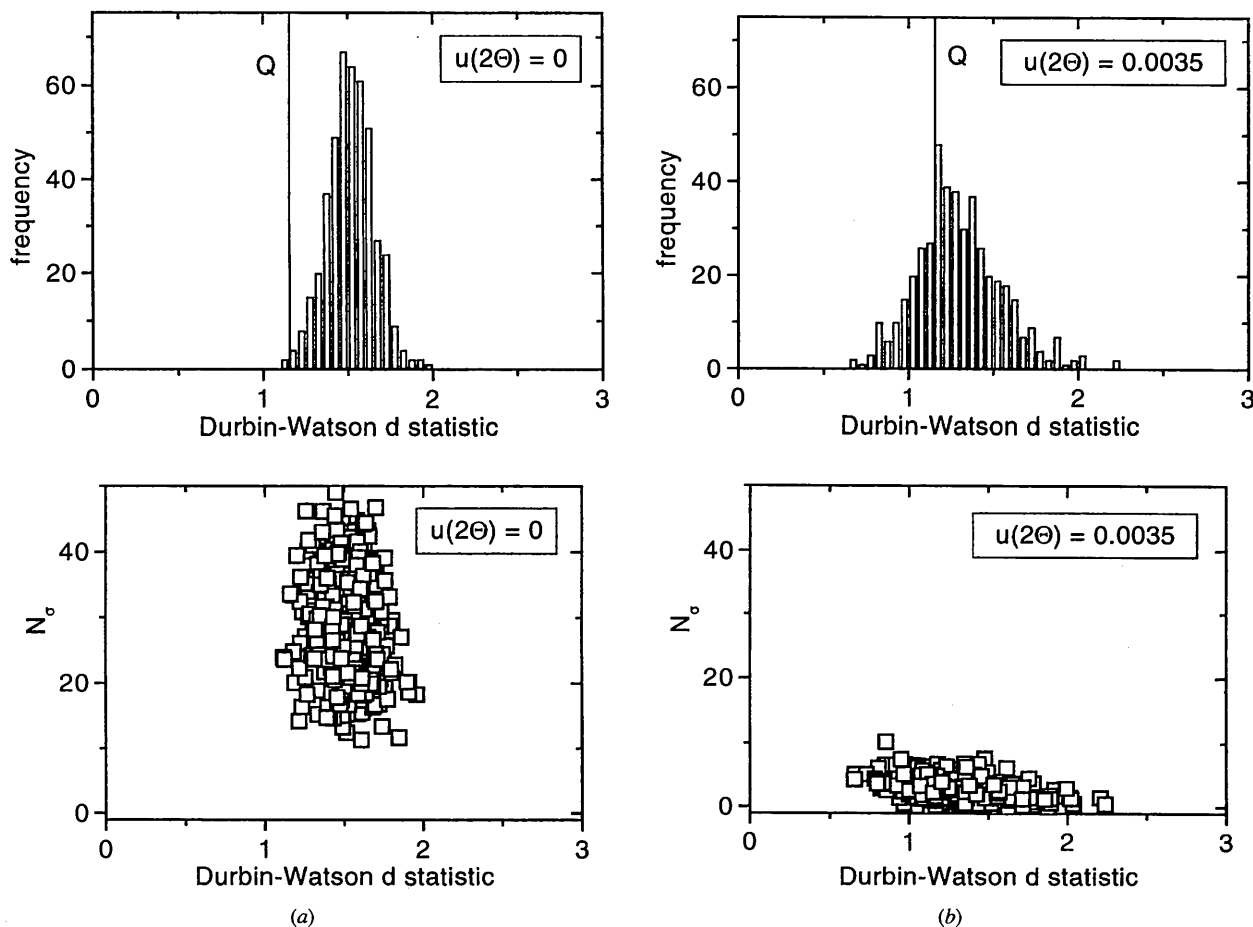 60
40
20
0
frequency
Q
u(2Θ) = 0
0
1
2
3
Durbin-Watson d statistic
60
40
20
0
frequency
Q
u(2Θ) = 0.0035
0
1
2
3
Durbin-Watson d statistic
40
20
0
Nσ
u(2Θ) = 0
0
1
2
3
Durbin-Watson d statistic
(a)
40
20
0
Nσ
u(2Θ) = 0.0035
0
1
2
3
Durbin-Watson d statistic
(b)